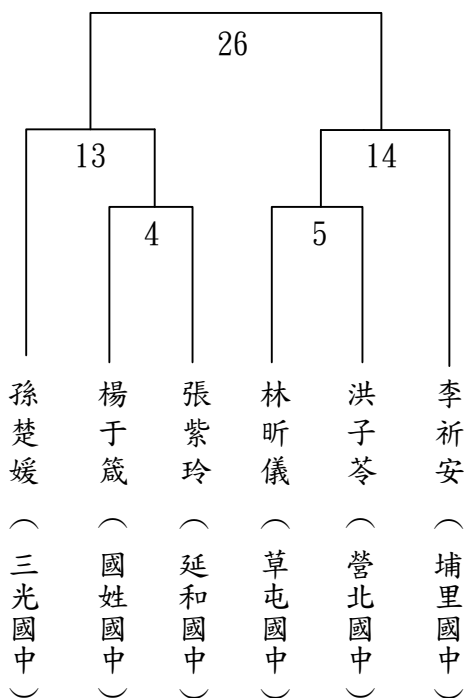 26
13
14
4
5
孫楚媛（三光國中）
楊于箴（國姓國中）
張紫玲（延和國中）
林昕儀（草屯國中）
洪子苓（營北國中）
李祈安（埔里國中）